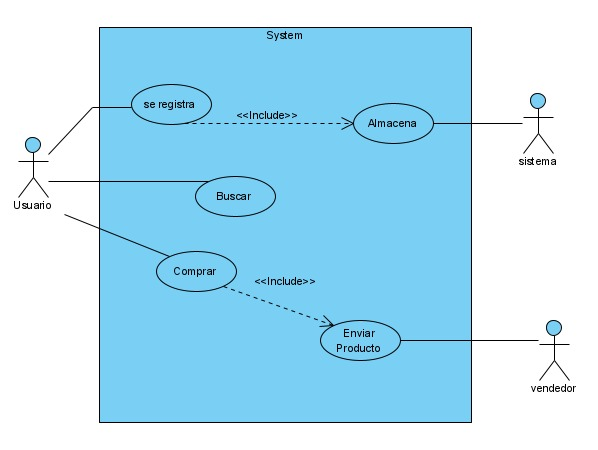 System
se registra
<<Include>>
Almacena
sistema
Usuario
Buscar
Comprar
<<Include>>
Enviar
Producto
vendedor